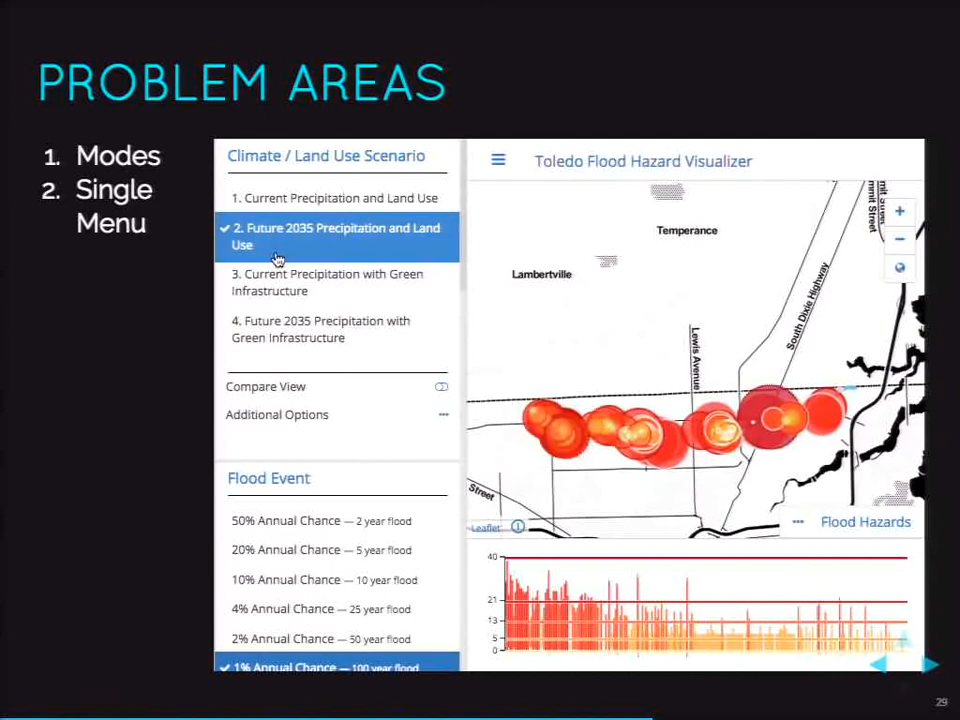 PROBLEM AREAS
1. Modes
2. Single
Menu
Climate / Land Use Scenario
1. Current Precipitation and Land Use
2. Future 2035 Precipitation and Land
Use
3. Current Precipitation with Green
Infrastructure
4. Future 2035 Precipitation with
Green Infrastructure
Compare View
Additional Options
Flood Event
50% Annual Chance — 2 year flood
20% Annual Chance — 5 year flood
10% Annual Chance — 10 year flood
4% Annual Chance — 25 year flood
2% Annual Chance — 50 year flood
1% Annual Chance — 100 year flood
Toledo Flood Hazard Visualizer
Temperance
Lambertville
Lewis Avenue
South Dixie Highway
mmit Street
Street
Leaflet
Flood Hazards
40
21
13
5
0
29